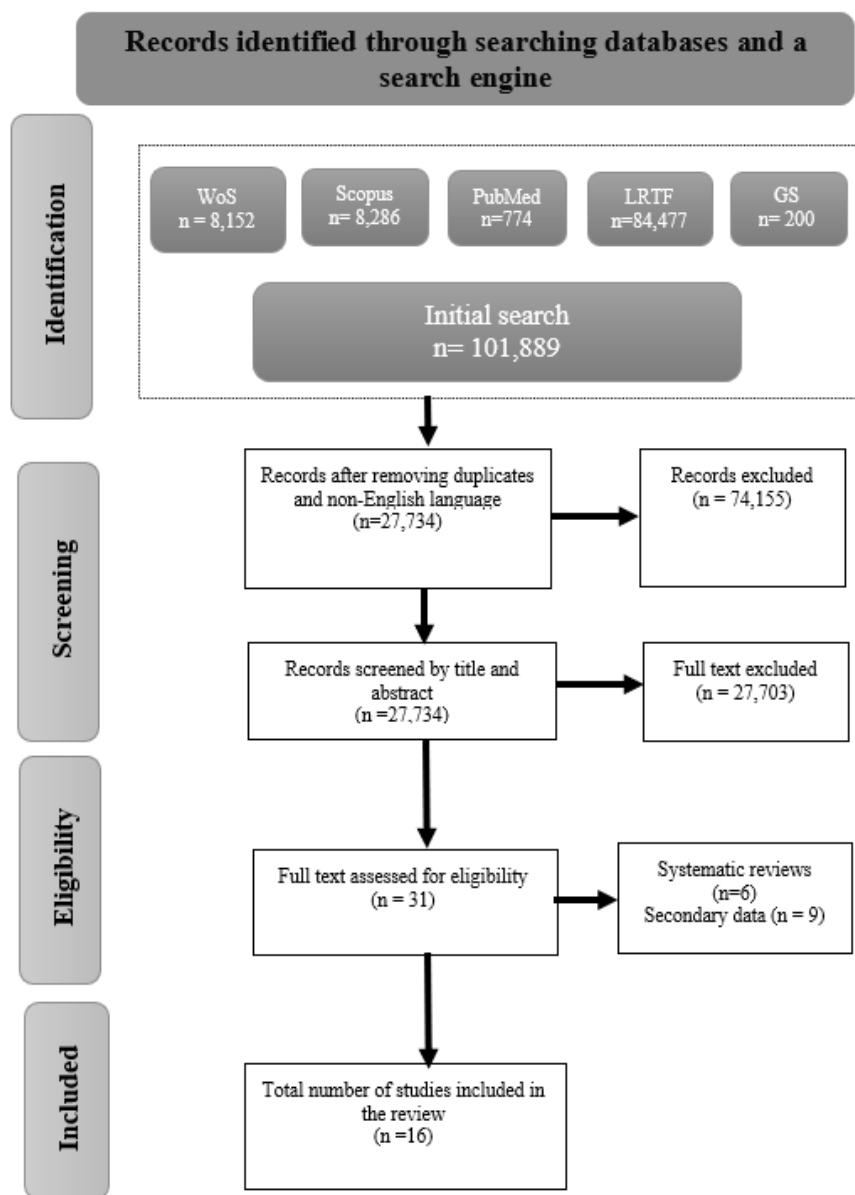 Records identified through searching databases and a
search engine
Identification
WoS
n = 8,152
Scopus
n= 8,286
PubMed
n=774
LRTF
n=84,477
GS
n= 200
Initial search
n= 101,889
Screening
Records after removing duplicates
and non-English language
(n=27,734)
Records excluded
(n = 74,155)
Records screened by title and
abstract
(n =27,734)
Full text excluded
(n = 27,703)
Eligibility
Full text assessed for eligibility
(n = 31)
Systematic reviews
(n=6)
Secondary data (n = 9)
Included
Total number of studies included in
the review
(n =16)